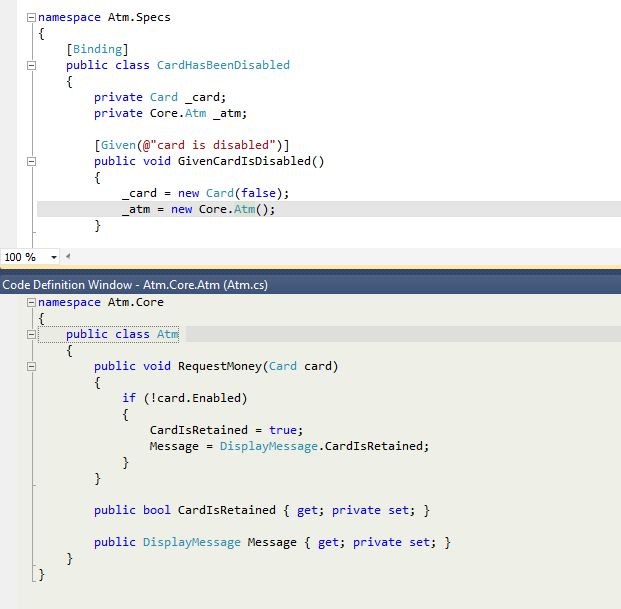 namespace Atm.Specs
{
    [Binding]
    public class CardHasBeenDisabled
    {
        private Card _card;
        private Core.Atm _atm;

        [Given(@"card is disabled")]
        public void GivenCardIsDisabled()
        {
            _card = new Card(false);
            _atm = new Core.Atm();
        }
100 %
Code Definition Window - Atm.Core.Atm (Atm.cs)
namespace Atm.Core
{
    public class Atm
    {
        public void RequestMoney(Card card)
        {
            if (!card.Enabled)
            {
                CardIsRetained = true;
                Message = DisplayMessage.CardIsRetained;
            }
        }

        public bool CardIsRetained { get; private set; }

        public DisplayMessage Message { get; private set; }
    }
}